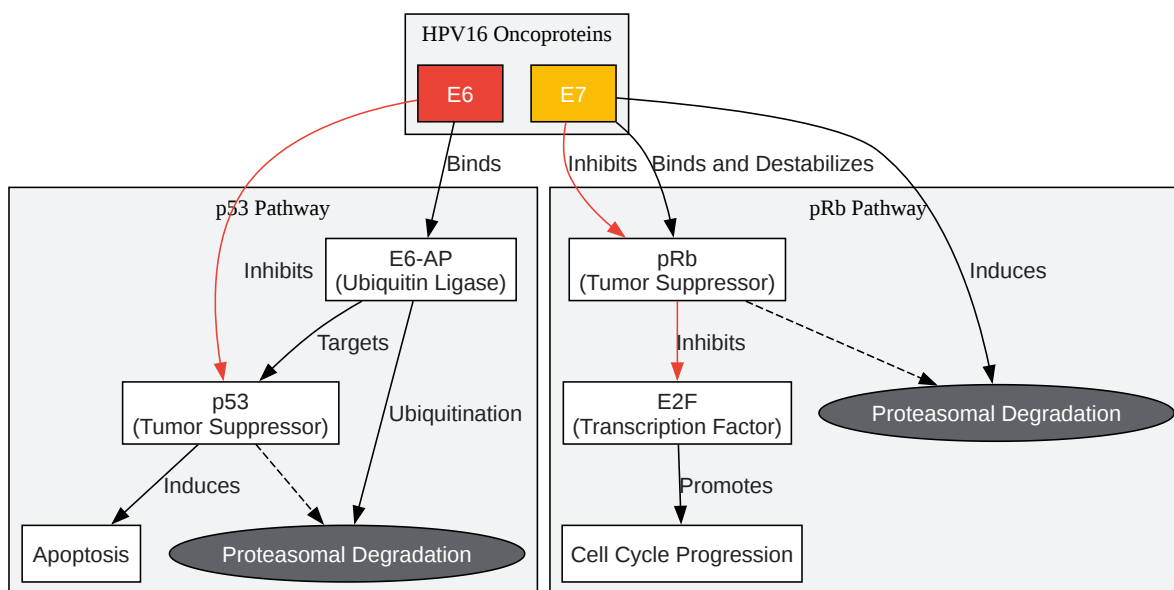 HPV16 Oncoproteins
E6
E7
Binds
Inhibits
Binds and Destabilizes
p53 Pathway
pRb Pathway
E6-AP
(Ubiquitin Ligase)
pRb
(Tumor Suppressor)
Inhibits
Induces
Targets
Inhibits
p53
(Tumor Suppressor)
Ubiquitination
E2F
(Transcription Factor)
Proteasomal Degradation
Induces
Promotes
Apoptosis
Proteasomal Degradation
Cell Cycle Progression